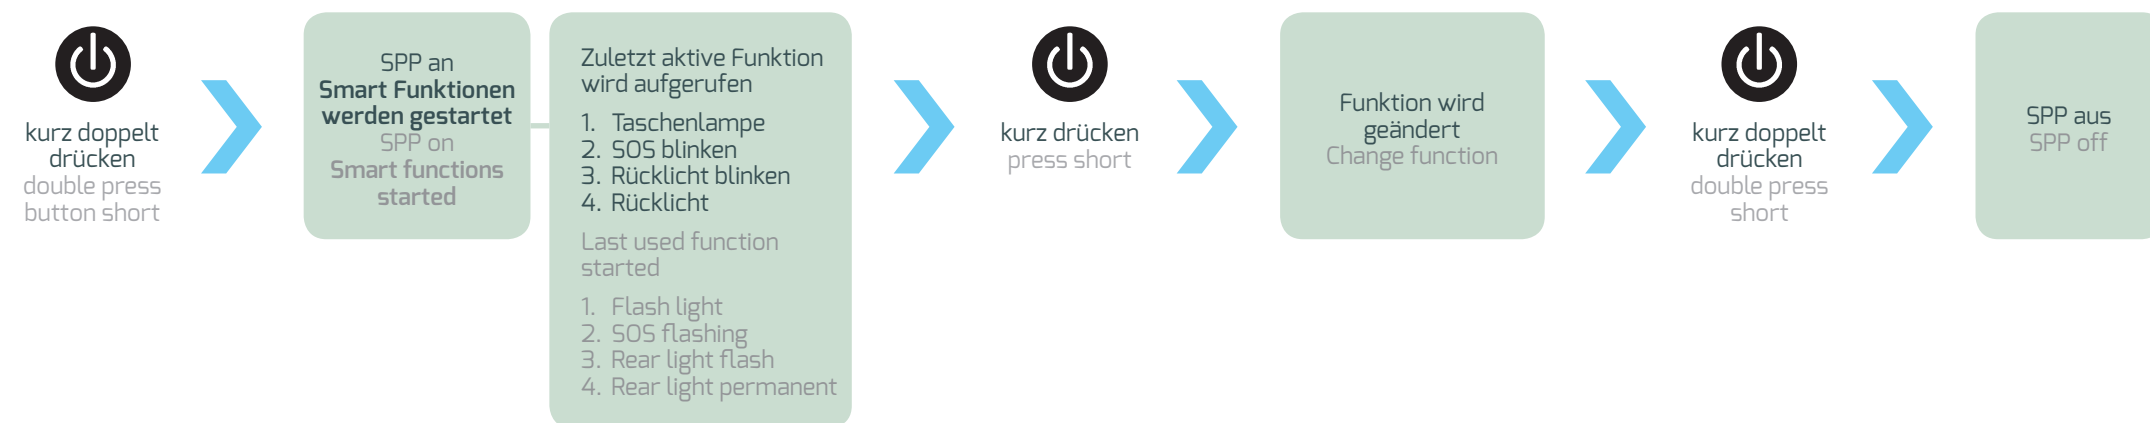 kurz doppelt
drücken
double press
button short
SPP an
Smart Funktionen
werden gestartet
SPP on
Smart functions
started
Zuletzt aktive Funktion
wird aufgerufen
1. Taschenlampe
2. SOS blinken
3. Rücklicht blinken
4. Rücklicht
Last used function
started
1. Flash light
2. SOS flashing
3. Rear light flash
4. Rear light permanent
kurz drücken
press short
Funktion wird
geändert
Change function
kurz doppelt
drücken
double press
short
SPP aus
SPP off